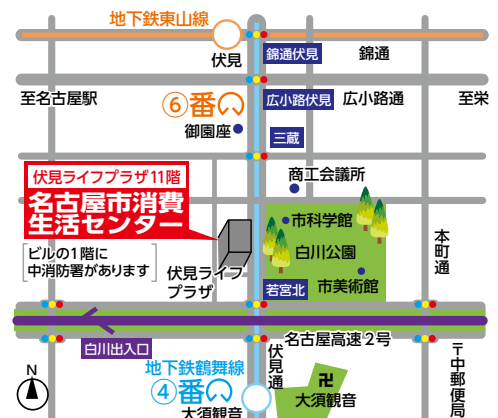 地下鉄東山線
伏見
錦通伏見
錦通
至名古屋駅
⑥番
広小路伏見
広小路通
至栄
御園座
三蔵
商工会議所
伏見ライフプラザ11階
名古屋市消費
生活センター
ビルの1階に
中消防署があります
市科学館
白川公園
本町通
伏見ライフ
プラザ
若宮北
市美術館
白川出入口
名古屋高速2号
伏見通
N
地下鉄鶴舞線
④番
大須観音
卍
大須観音
〒中郵便局